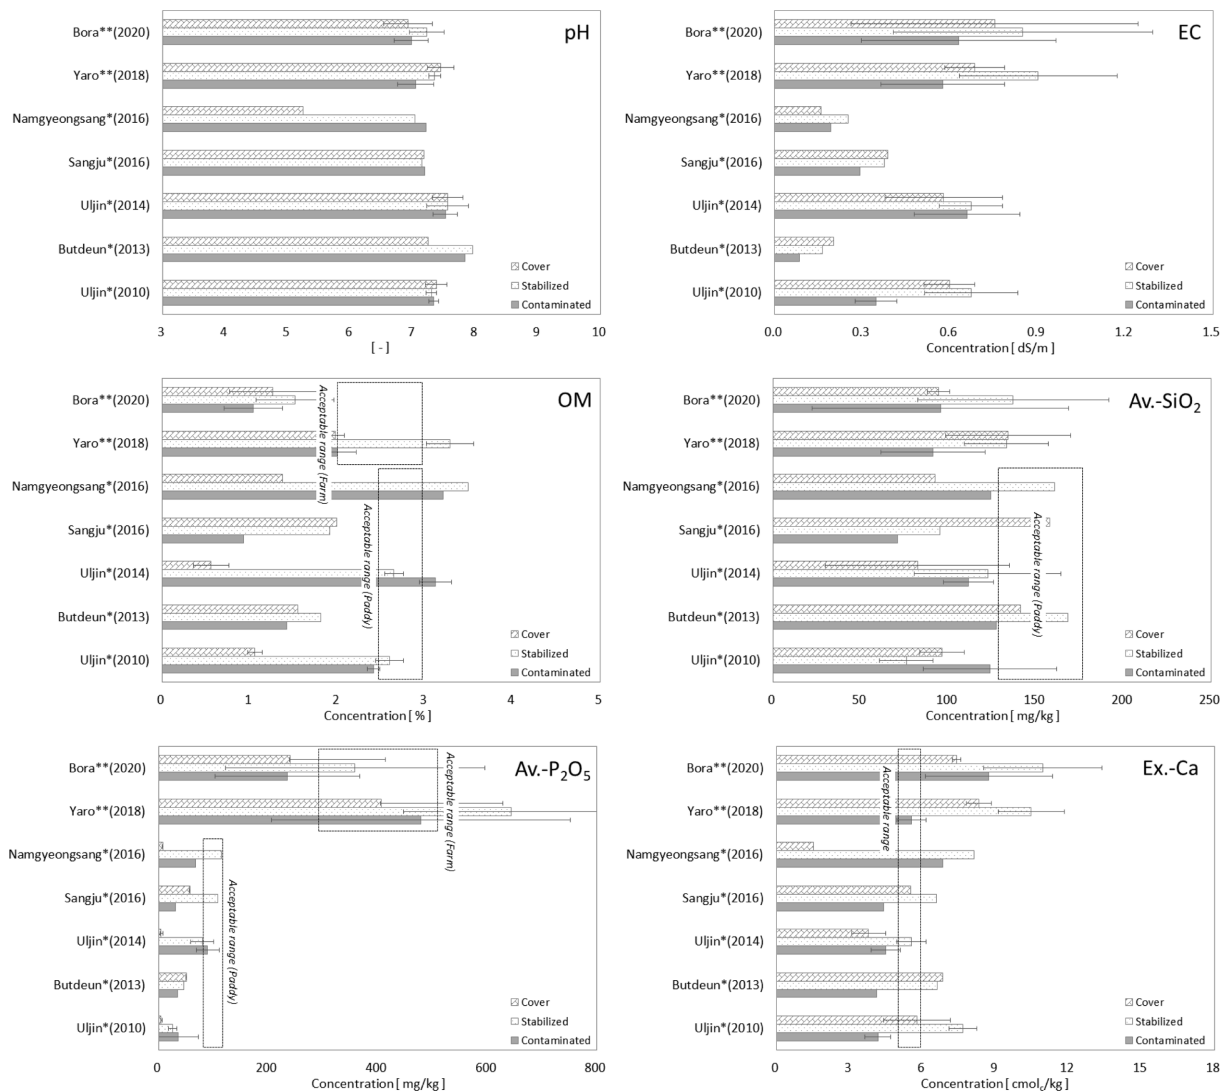 pH
Bora**(2020)
Yaro**(2018)
Namgyeongsang*(2016)
Sangju*(2016)
Uljin*(2014)
Butdeun*(2013)
Uljin*(2010)
Cover
Stabilized
Contaminated
3 4 5 6 7 8 9 10
[ - ]
EC
Bora**(2020)
Yaro**(2018)
Namgyeongsang*(2016)
Sangju*(2016)
Uljin*(2014)
Butdeun*(2013)
Uljin*(2010)
Cover
Stabilized
Contaminated
0.0 0.3 0.6 0.9 1.2 1.5
Concentration [ dS/m ]
OM
Bora**(2020)
Yaro**(2018)
Namgyeongsang*(2016)
Sangju*(2016)
Uljin*(2014)
Butdeun*(2013)
Uljin*(2010)
Acceptable range (Farm)
Acceptable range (Paddy)
Cover
Stabilized
Contaminated
0 1 2 3 4 5
Concentration [ % ]
Av.-SiO₂
Bora**(2020)
Yaro**(2018)
Namgyeongsang*(2016)
Sangju*(2016)
Uljin*(2014)
Butdeun*(2013)
Uljin*(2010)
Acceptable range (Paddy)
Cover
Stabilized
Contaminated
0 50 100 150 200 250
Concentration [ mg/kg ]
Av.-P₂O₅
Bora**(2020)
Yaro**(2018)
Namgyeongsang*(2016)
Sangju*(2016)
Uljin*(2014)
Butdeun*(2013)
Uljin*(2010)
Acceptable range (Farm)
Acceptable range (Paddy)
Cover
Stabilized
Contaminated
0 200 400 600 800
Concentration [ mg/kg ]
Ex.-Ca
Bora**(2020)
Yaro**(2018)
Namgyeongsang*(2016)
Sangju*(2016)
Uljin*(2014)
Butdeun*(2013)
Uljin*(2010)
Acceptable range
Cover
Stabilized
Contaminated
0 3 6 9 12 15 18
Concentration [ cmol꜀/kg ]